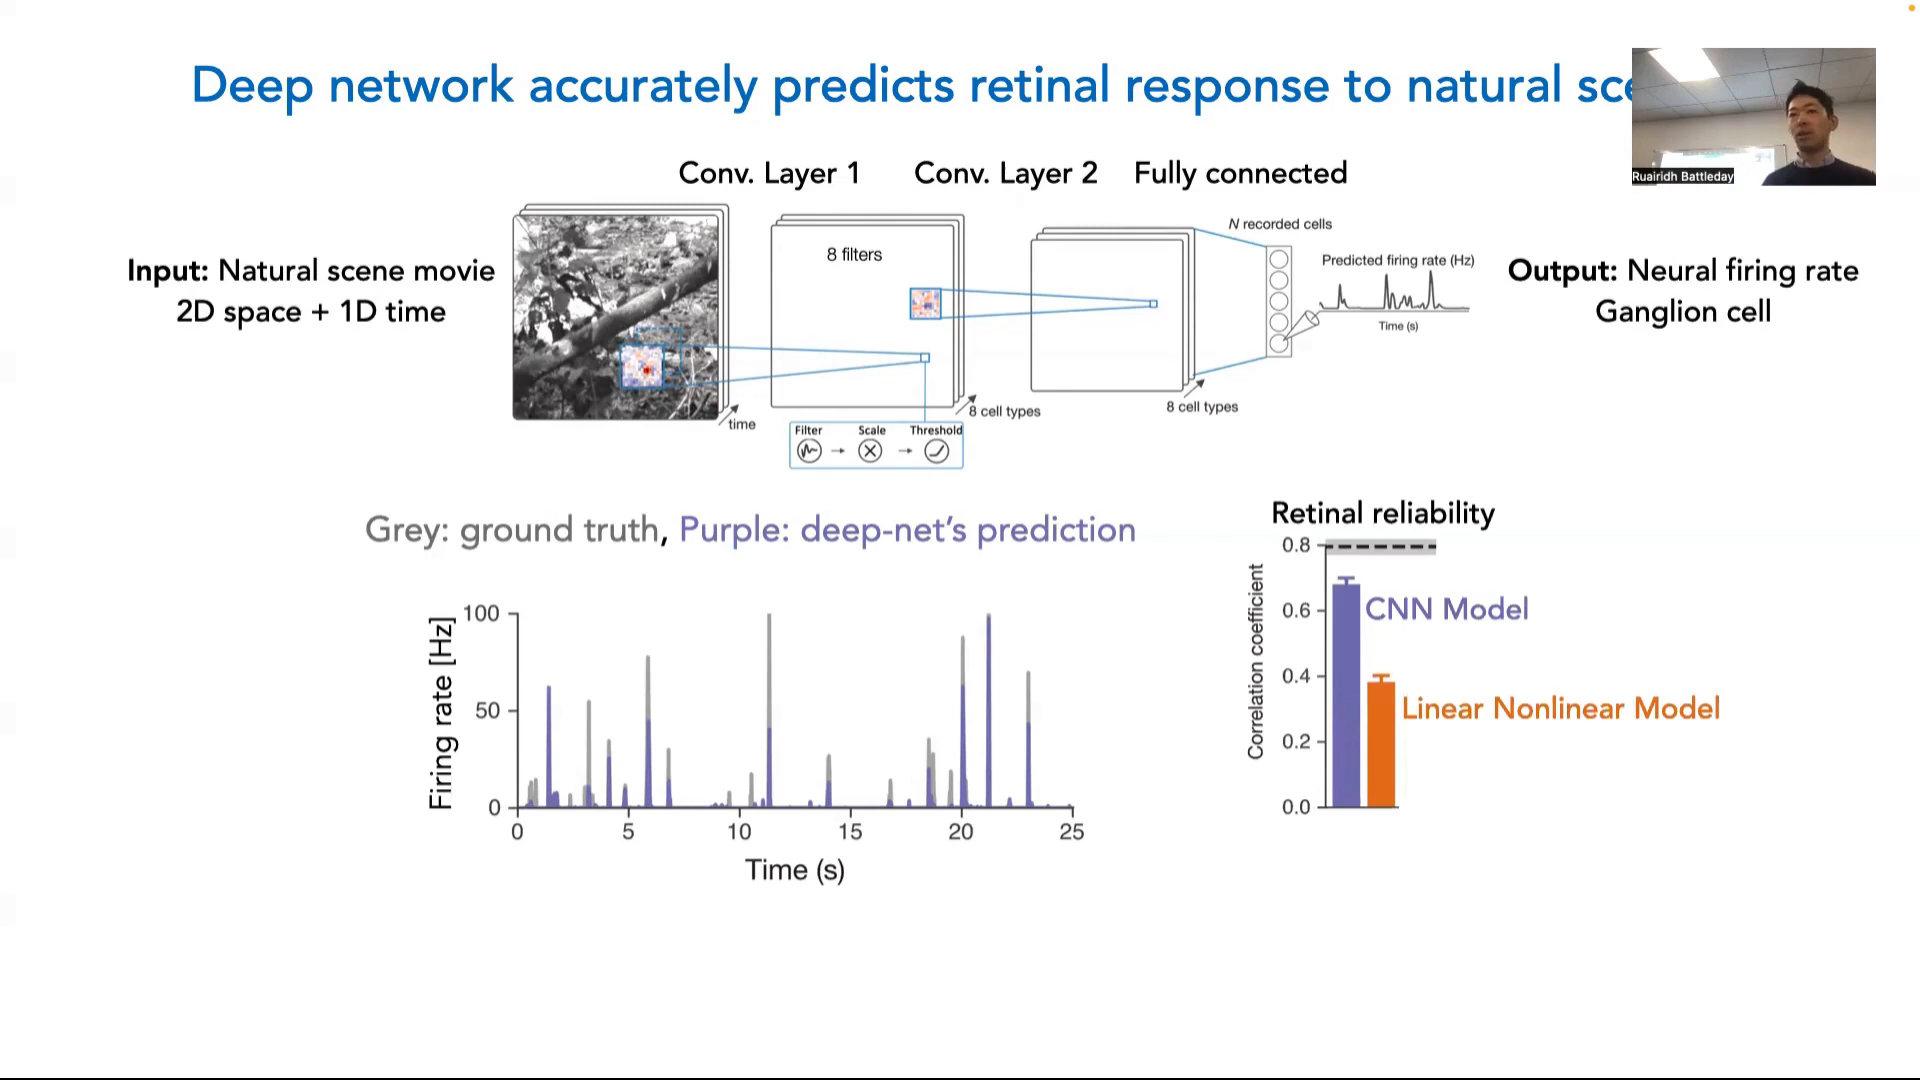 Deep network accurately predicts retinal response to natural
Ruairidh Battleday
Conv. Layer 1
Conv. Layer 2
Fully connected
Input: Natural scene movie
2D space + 1D time
time
8 filters
8 cell types
Filter
Scale
Threshold
8 cell types
N recorded cells
Predicted firing rate (Hz)
Time (s)
Output: Neural firing rate
Ganglion cell
Grey: ground truth, Purple: deep-net's prediction
Firing rate [Hz]
100
50
0
0 5 10 15 20 25
Time (s)
Retinal reliability
Correlation coefficient
0.8
0.6
0.4
0.2
0.0
CNN Model
Linear Nonlinear Model